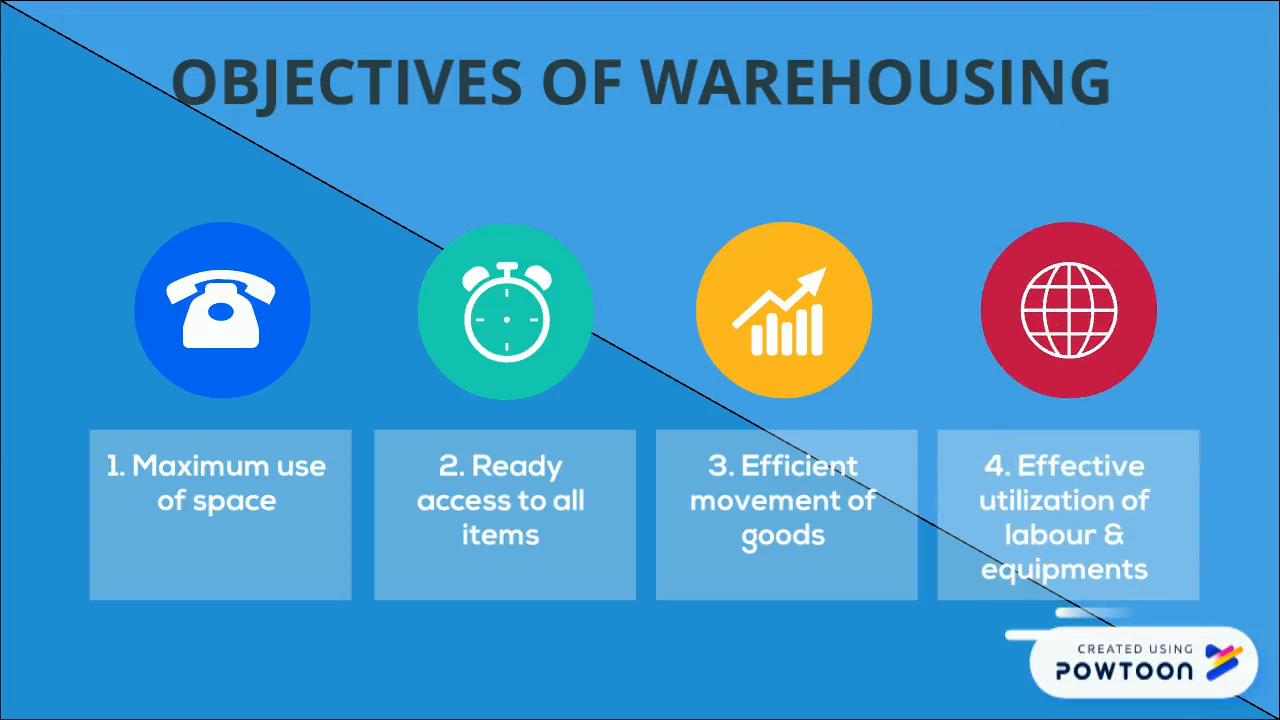 OBJECTIVES OF WAREHOUSING
1. Maximum use
of space
2. Ready
access to all
items
3. Efficient
movement of
goods
4. Effective
utilization of
labour &
equipments
CREATED USING
POWTOON